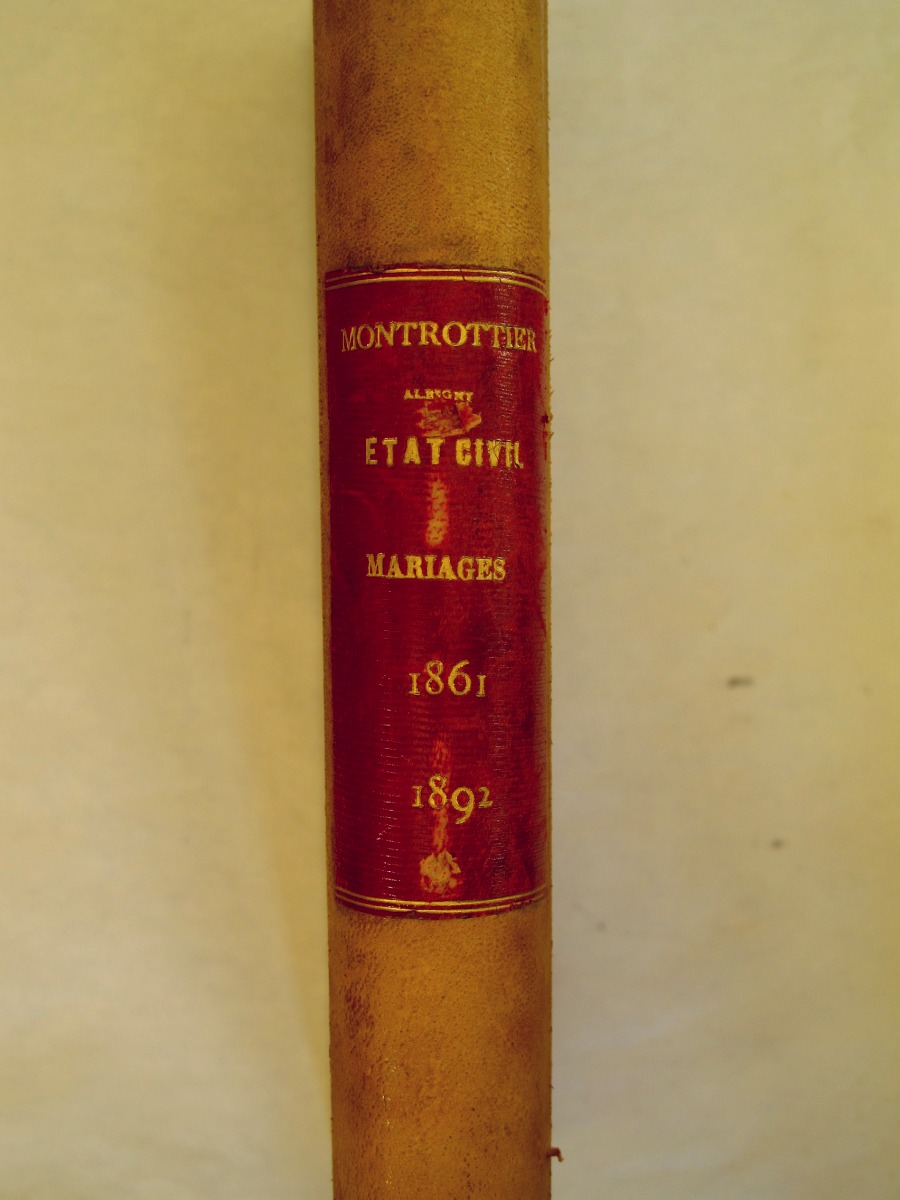 MONTROTTIER
ALBIGNY
ETAT CIVIL
MARIAGES
1861
1892